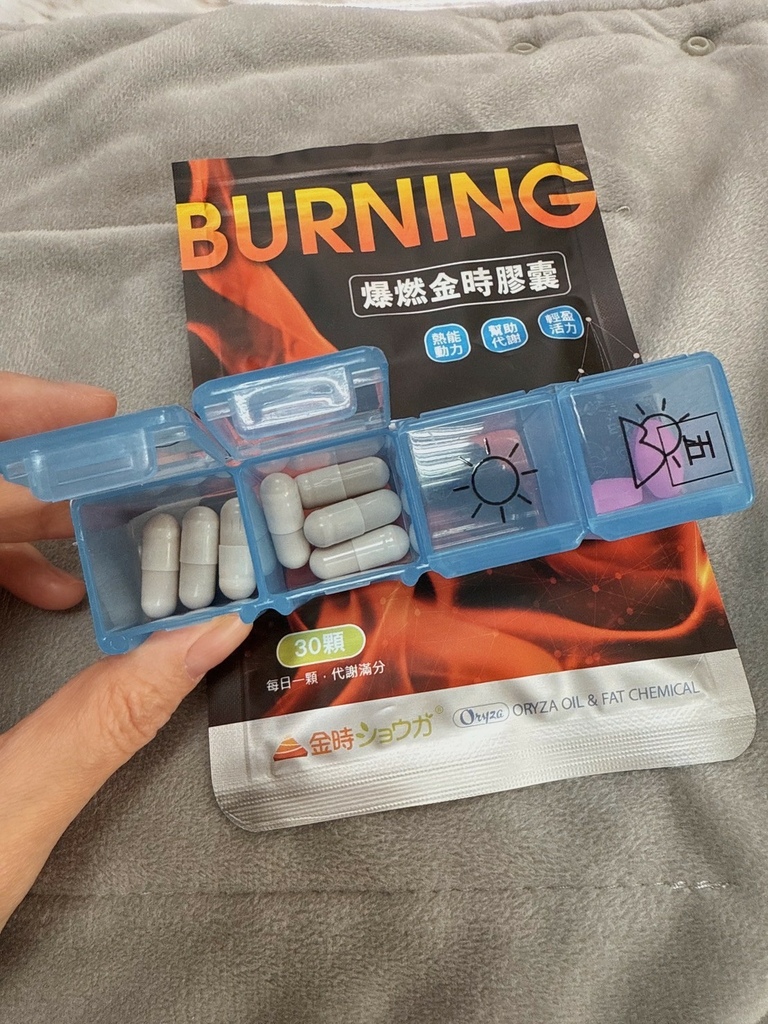 BURNING
爆燃金時膠囊
熱能
動力
幫助
代謝
輕盈
活力
五
30顆
每日一顆・代謝滿分
金時ショウガ®
Oryza ORYZA OIL & FAT CHEMICAL